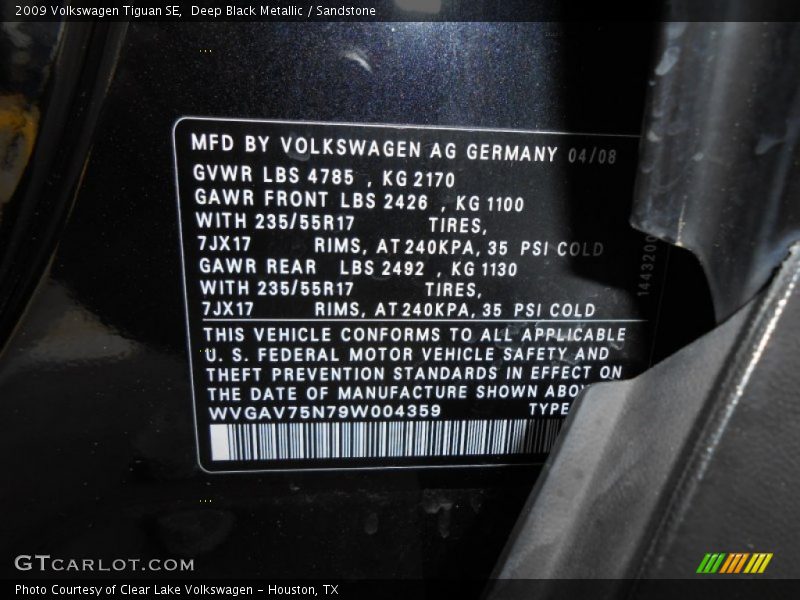 2009 Volkswagen Tiguan SE, Deep Black Metallic / Sandstone
MFD BY VOLKSWAGEN AG GERMANY 04/08
GVWR LBS 4785 , KG 2170
GAWR FRONT LBS 2426 , KG 1100
WITH 235/55R17 TIRES,
7JX17 RIMS, AT 240KPA, 35 PSI COLD
GAWR REAR LBS 2492 , KG 1130
WITH 235/55R17 TIRES,
7JX17 RIMS, AT 240KPA, 35 PSI COLD
THIS VEHICLE CONFORMS TO ALL APPLICABLE
U. S. FEDERAL MOTOR VEHICLE SAFETY AND
THEFT PREVENTION STANDARDS IN EFFECT ON
THE DATE OF MANUFACTURE SHOWN
WVGAV75N79W004359 TYPE
GTCARLOT.COM
Photo Courtesy of Clear Lake Volkswagen - Houston, TX